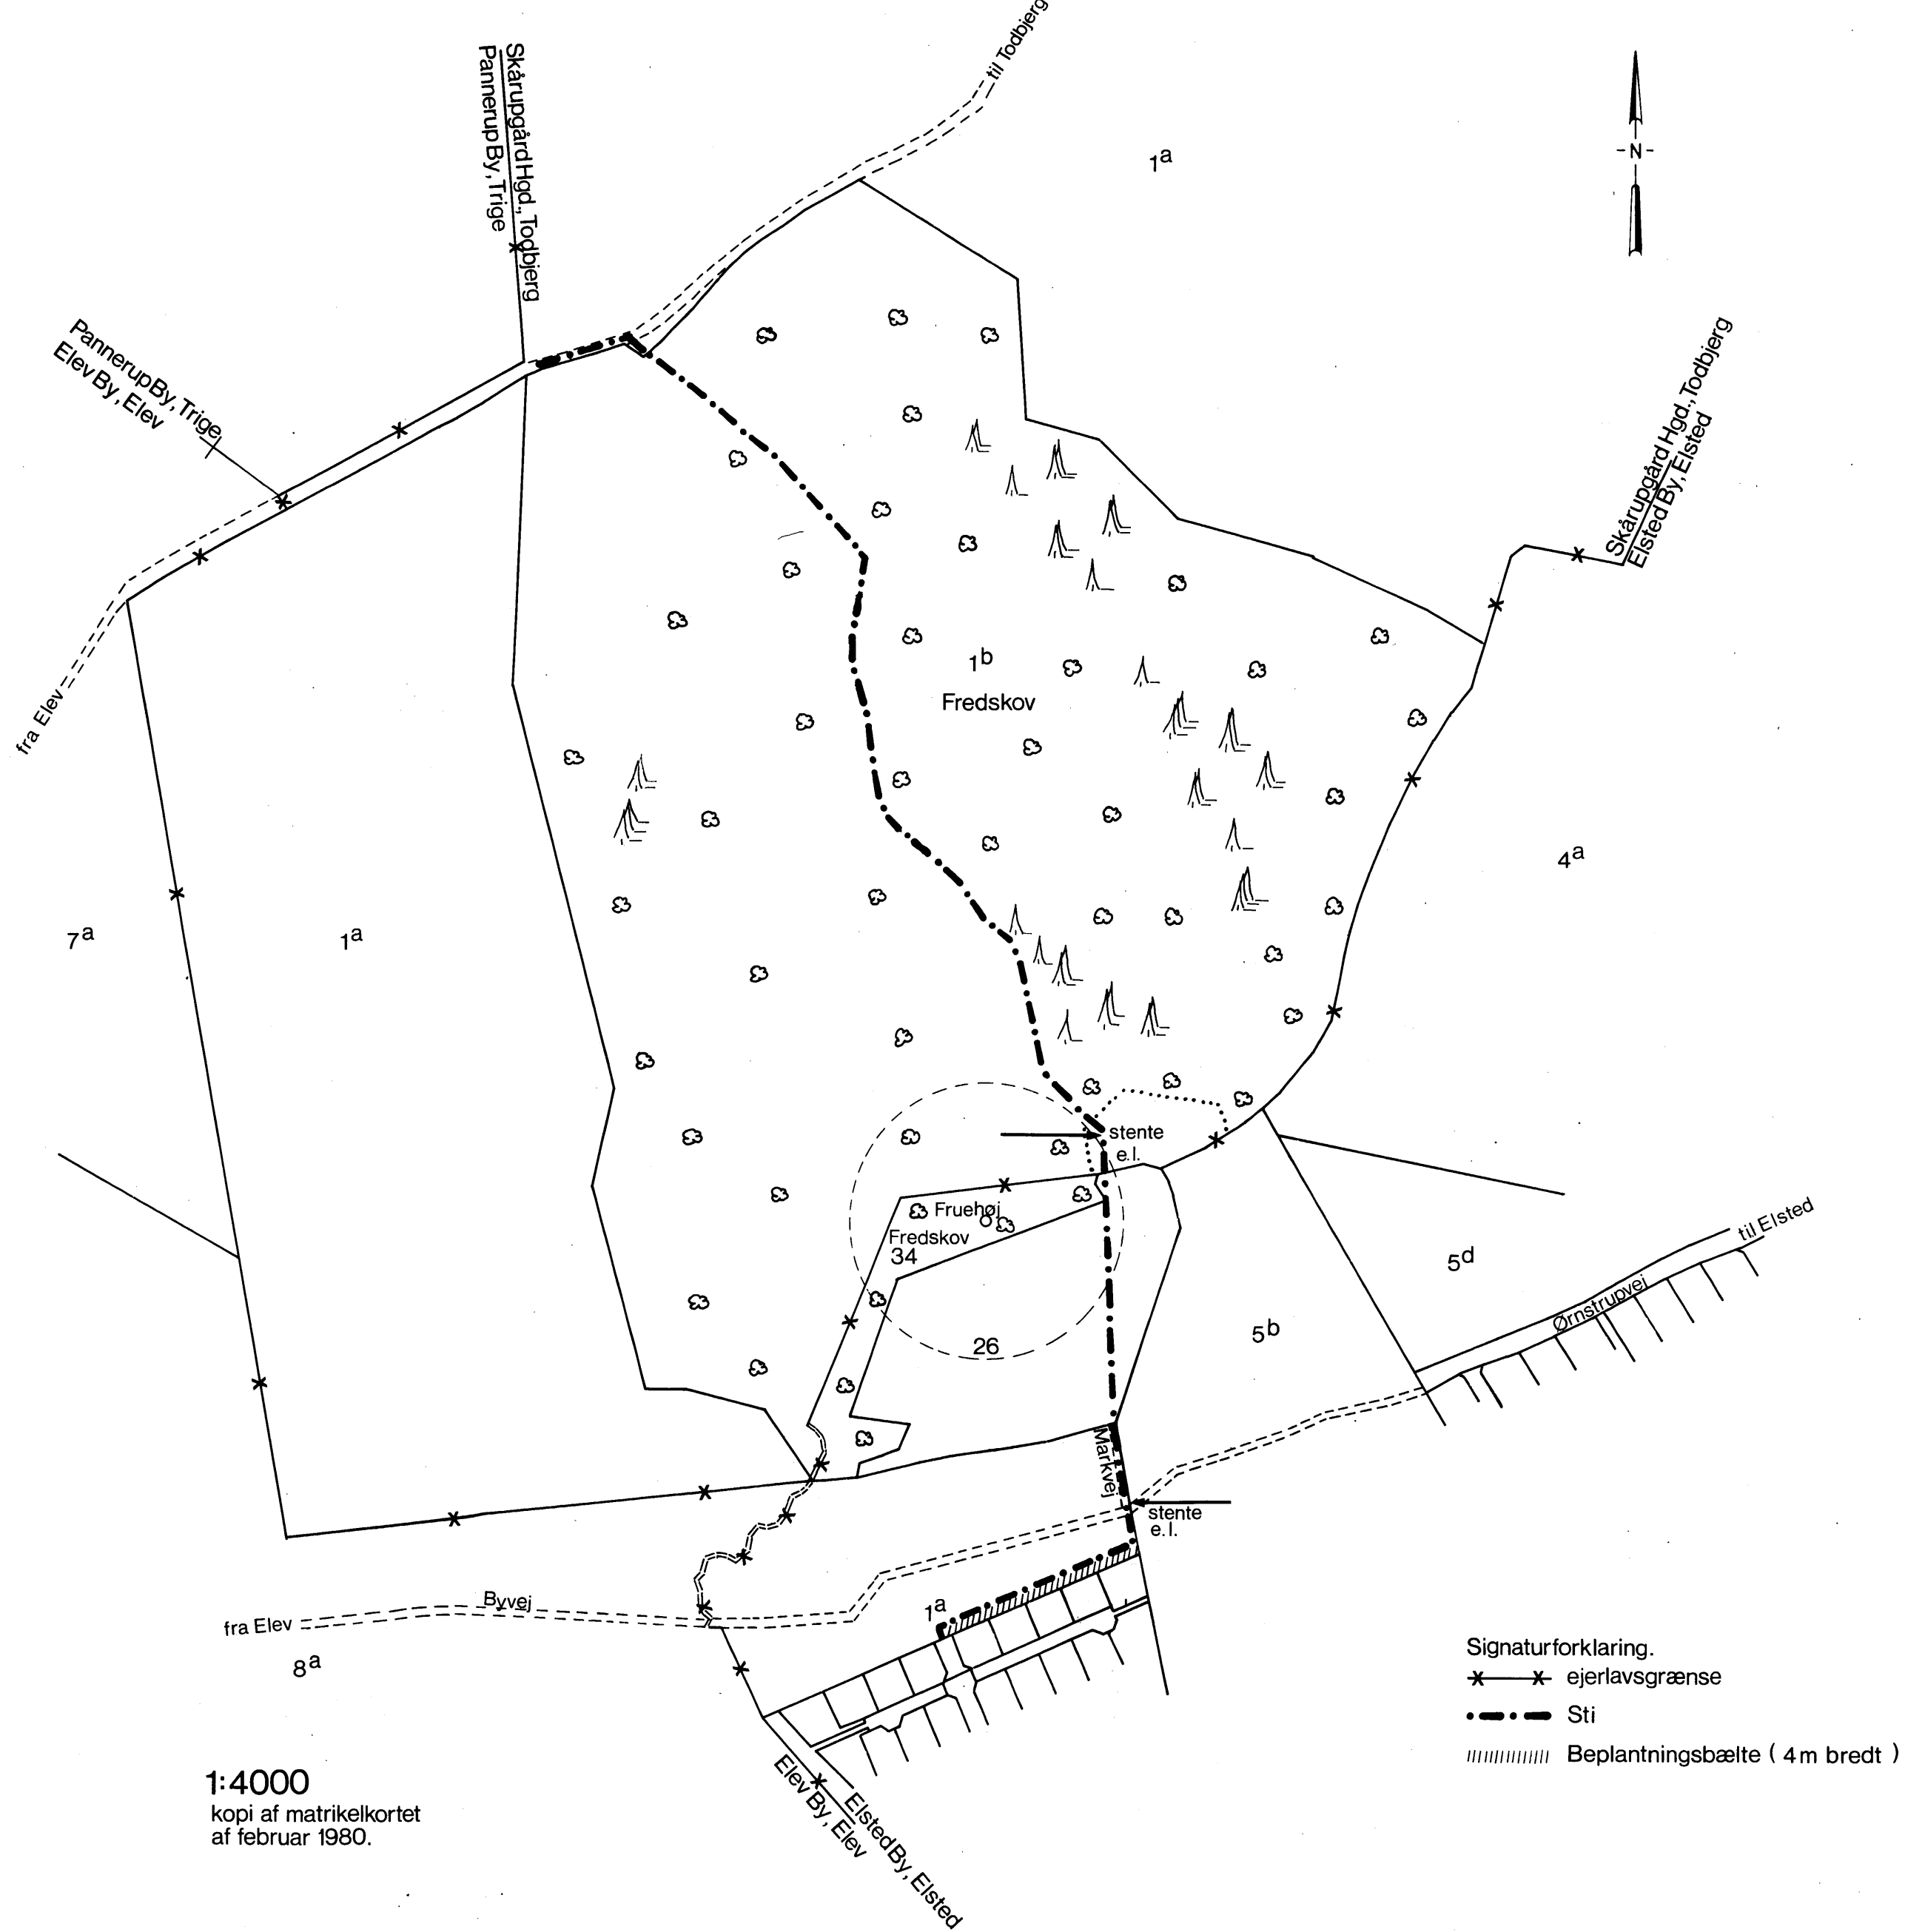 til Todbjerg
Skårupgård Hgd., Todbjerg
Pannerup By, Trige
1a
-N-
Pannerup By, Trige
Elev By, Elev
Skårupgård Hgd., Todbjerg
Elsted By, Elsted
fra Elev
1b
Fredskov
4a
7a
1a
stente
e.l.
Fruehøj
Fredskov
34
til Elsted
5d
Ørnstrupvej
5b
26
Markvej
stente
e.l.
Byvej
fra Elev
1a
8a
Signaturforklaring.
ejerlavsgrænse
Sti
Beplantningsbælte ( 4m bredt )
1:4000
kopi af matrikelkortet
af februar 1980.
Elev By, Elev
Elsted By, Elsted